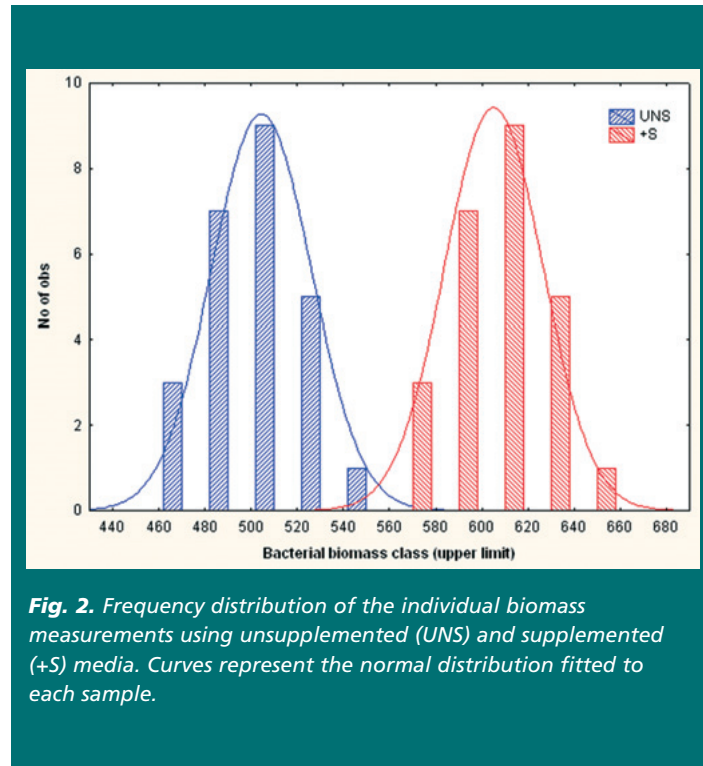 10
8
6
4
2
0
No of obs
UNS
+S
440 460 480 500 520 540 560 580 600 620 640 660 680
Bacterial biomass class (upper limit)
Fig. 2. Frequency distribution of the individual biomass
measurements using unsupplemented (UNS) and supplemented
(+S) media. Curves represent the normal distribution fitted to
each sample.